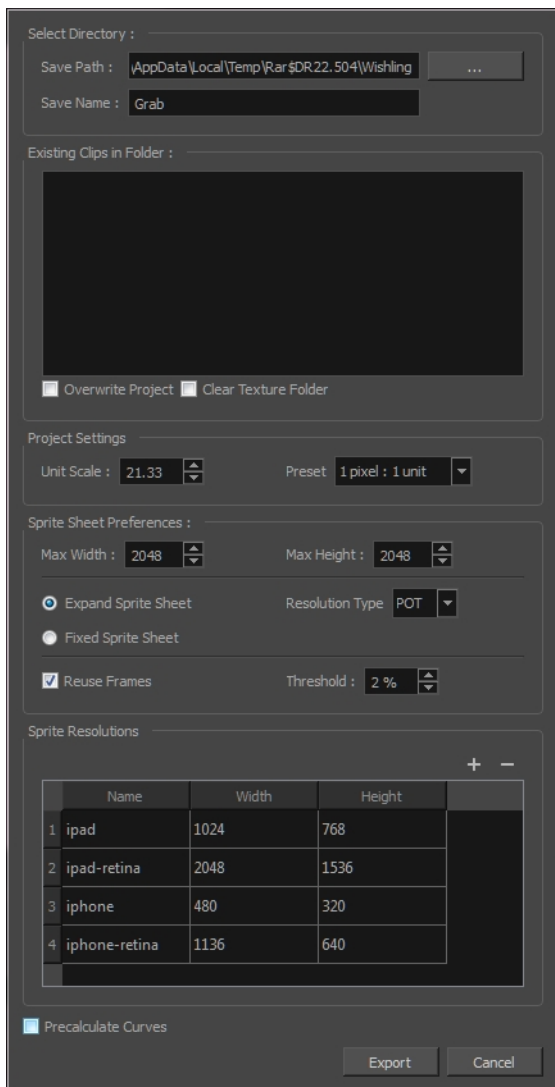 Select Directory :
Save Path : \AppData\Local\Temp\Rar$DR22.504\Wishling ...
Save Name : Grab
Existing Clips in Folder :
Overwrite Project Clear Texture Folder
Project Settings
Unit Scale : 21.33 Preset 1 pixel : 1 unit
Sprite Sheet Preferences :
Max Width : 2048 Max Height : 2048
Expand Sprite Sheet Resolution Type POT
Fixed Sprite Sheet
Reuse Frames Threshold : 2 %
Sprite Resolutions
+ −
Name Width Height
1 ipad 1024 768
2 ipad-retina 2048 1536
3 iphone 480 320
4 iphone-retina 1136 640
Precalculate Curves
Export Cancel